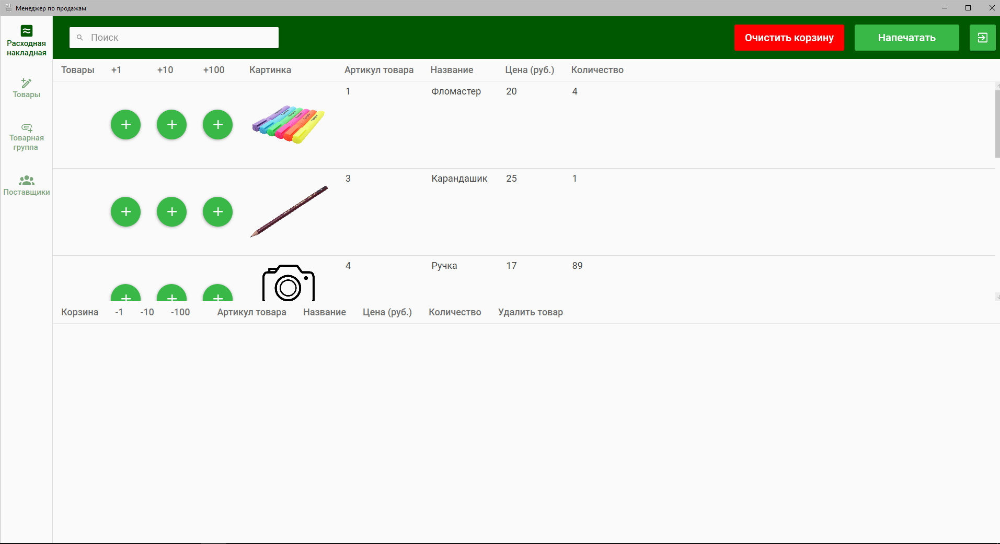 Менеджер по продажам
Расходная
накладная
Товары
Товарная
группа
Поставщики
Поиск
Очистить корзину
Напечатать
Товары +1 +10 +100 Картинка Артикул товара Название Цена (руб.) Количество
1 Фломастер 20 4
3 Карандашик 25 1
4 Ручка 17 89
Корзина -1 -10 -100 Артикул товара Название Цена (руб.) Количество Удалить товар